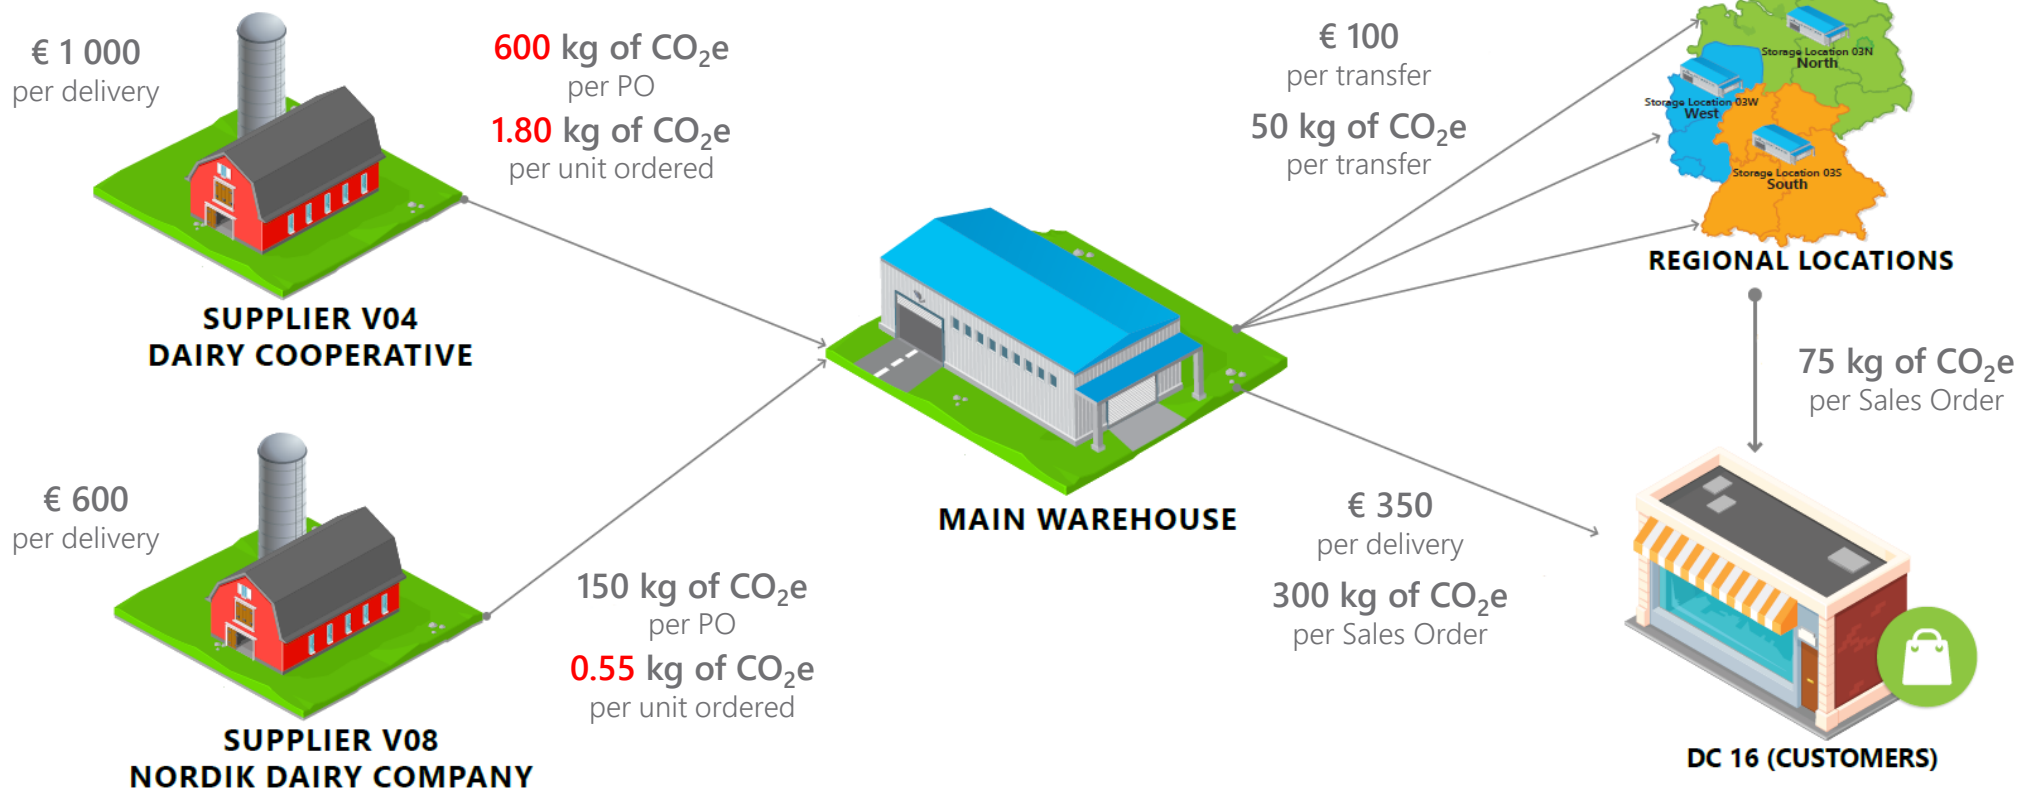 € 1 000
per delivery
600 kg of CO₂e
per PO
1.80 kg of CO₂e
per unit ordered
SUPPLIER V04
DAIRY COOPERATIVE
€ 600
per delivery
150 kg of CO₂e
per PO
0.55 kg of CO₂e
per unit ordered
SUPPLIER V08
NORDIK DAIRY COMPANY
MAIN WAREHOUSE
€ 100
per transfer
50 kg of CO₂e
per transfer
Storage Location 03N
North
Storage Location 03W
West
Storage Location 03S
South
REGIONAL LOCATIONS
75 kg of CO₂e
per Sales Order
€ 350
per delivery
300 kg of CO₂e
per Sales Order
DC 16 (CUSTOMERS)